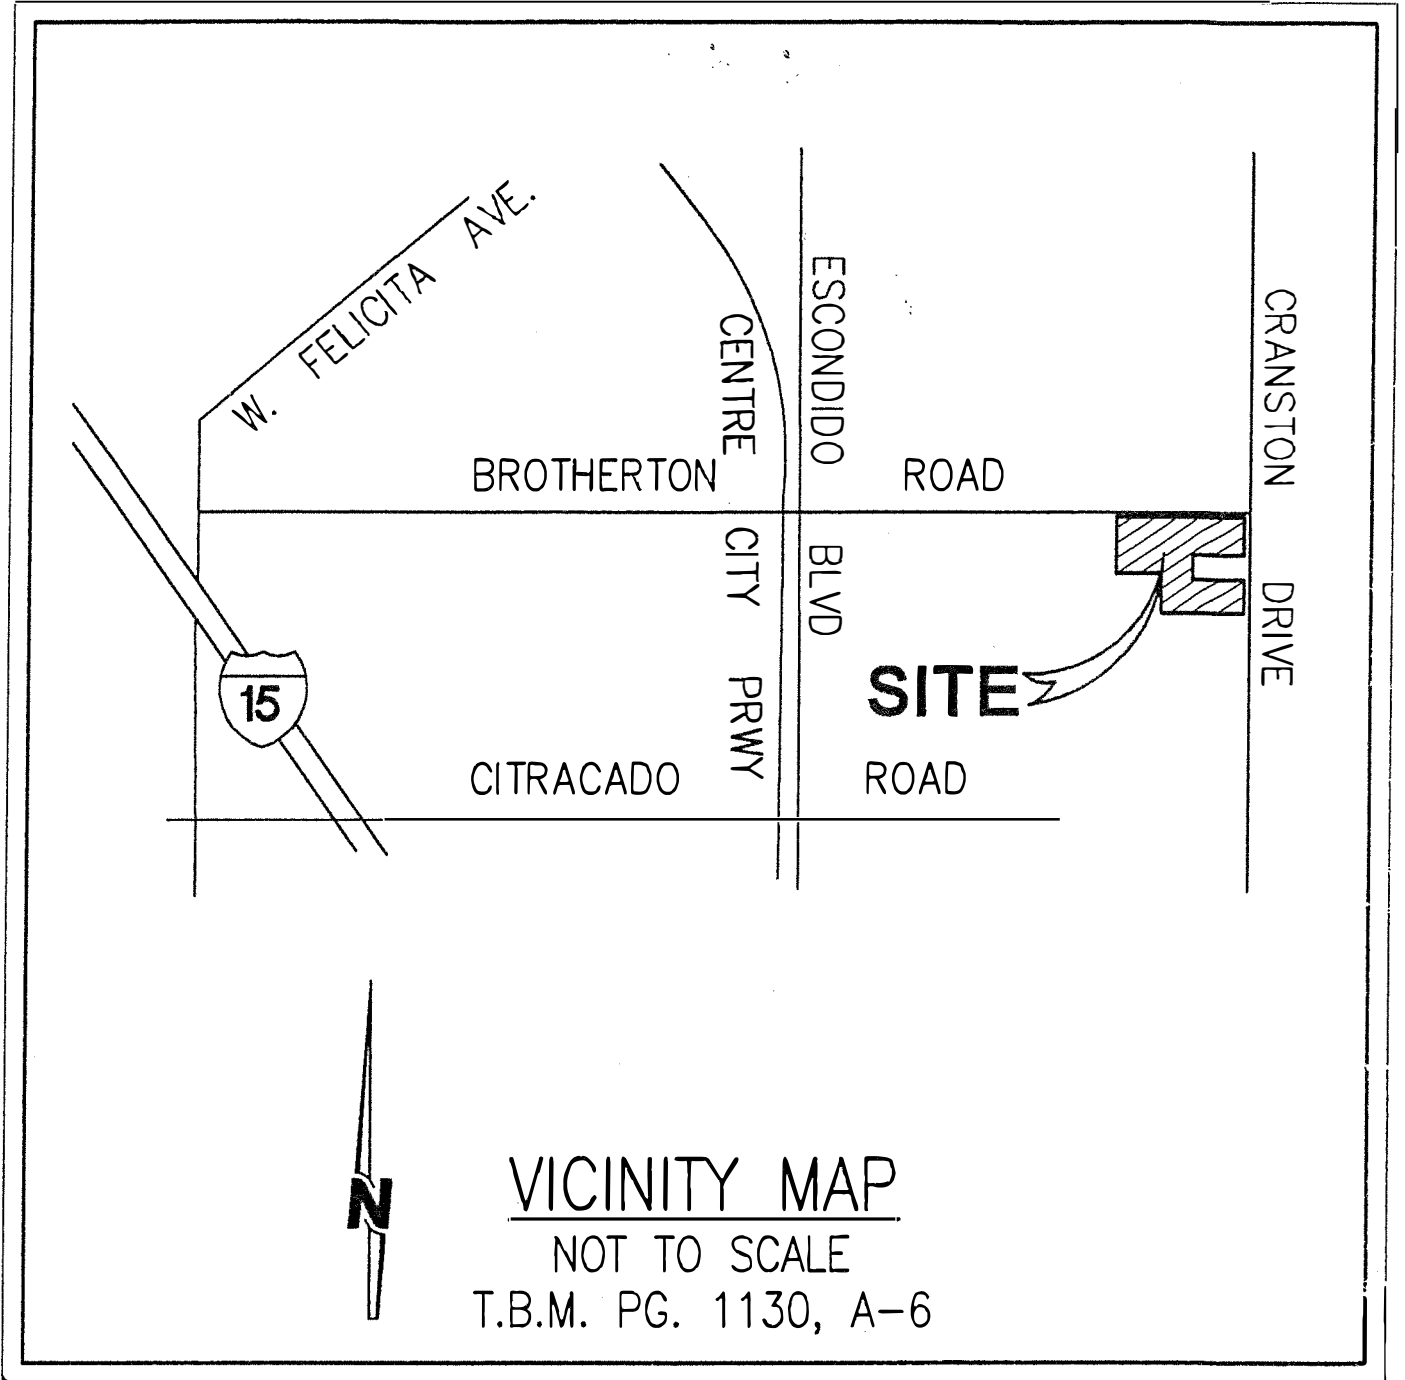 W. FELICITA AVE.
CENTRE CITY PRWY
ESCONDIDO BLVD
CRANSTON DRIVE
BROTHERTON ROAD
SITE
15
CITRACADO ROAD
N
VICINITY MAP
NOT TO SCALE
T.B.M. PG. 1130, A-6